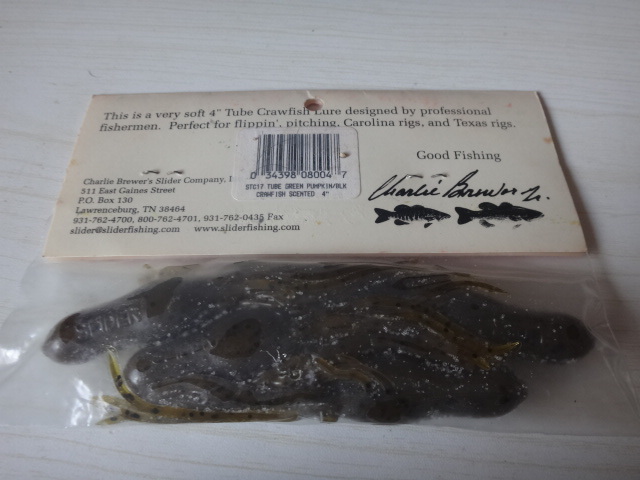 This is a very soft 4" Tube Crawfish Lure designed by professional
fishermen. Perfect for flippin', pitching, Carolina rigs, and Texas rigs.
Good Fishing
Charlie Brewer's Slider Company,
511 East Gaines Street
P.O. Box 130
Lawrenceburg, TN 38464
931-762-4700, 800-762-4701, 931-762-0435 Fax
slider@sliderfishing.com www.sliderfishing.com
0 34398 08004 7
STC17 TUBE GREEN PUMPKIN/BLK
CRAWFISH SCENTED 4"
Charlie Brewer Jr.